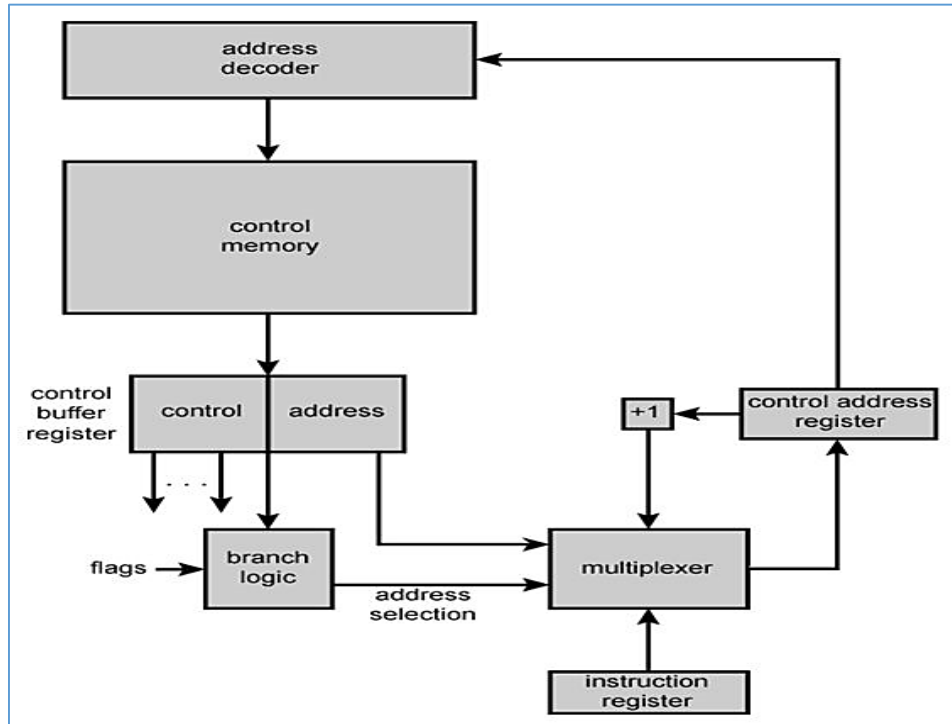 address
decoder
control
memory
control
buffer
register
control
address
+1
control address
register
. . .
flags
branch
logic
address
selection
multiplexer
instruction
register